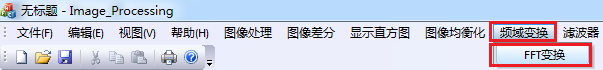 无标题 - Image_Processing
文件(F) 编辑(E) 视图(V) 帮助(H) 图像处理 图像差分 显示直方图 图像均衡化 频域变换 滤波器
FFT变换